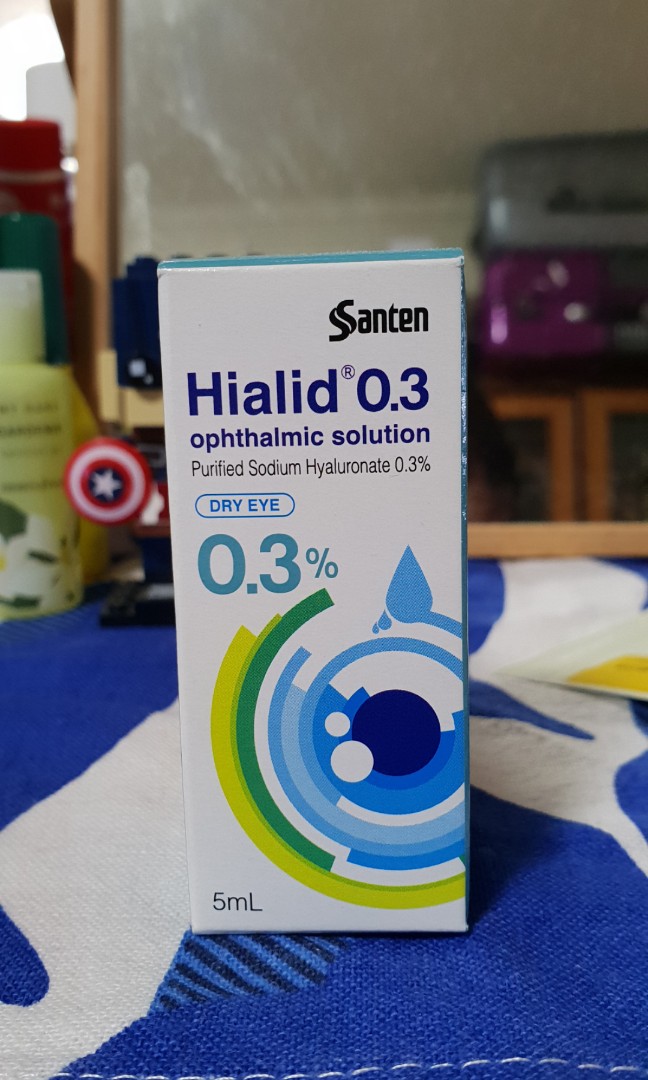 Santen
Hialid® 0.3
ophthalmic solution
Purified Sodium Hyaluronate 0.3%
DRY EYE
0.3%
5mL